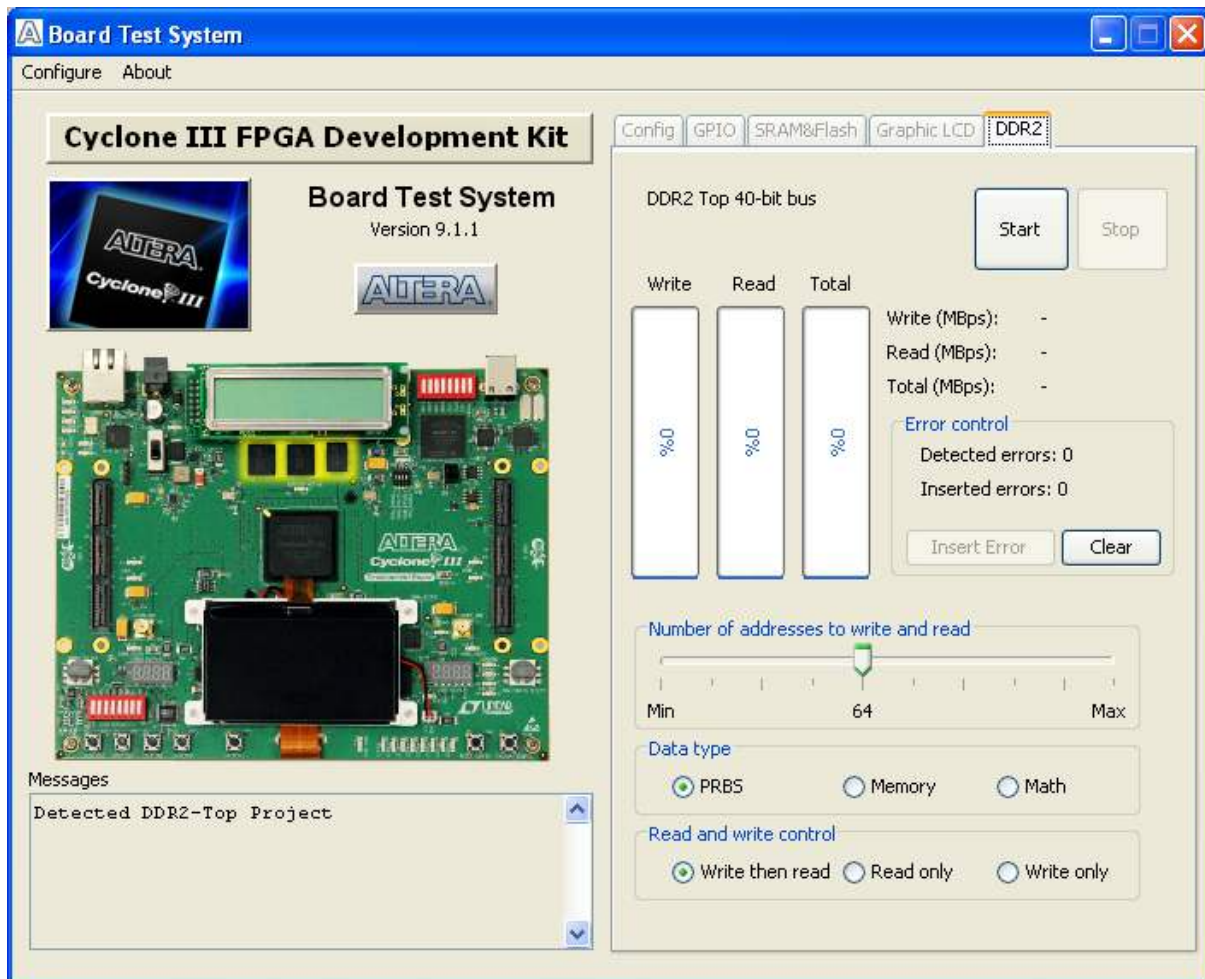 Board Test System
Configure About
Cyclone III FPGA Development Kit
ALTERA
Cyclone III
Board Test System
Version 9.1.1
ALTERA
ALTERA
Cyclone III
Messages
Detected DDR2-Top Project
Config GPIO SRAM&Flash Graphic LCD DDR2
DDR2 Top 40-bit bus
Start Stop
Write Read Total
%0 %0 %0
Write (MBps): -
Read (MBps): -
Total (MBps): -
Error control
Detected errors: 0
Inserted errors: 0
Insert Error Clear
Number of addresses to write and read
Min 64 Max
Data type
PRBS Memory Math
Read and write control
Write then read Read only Write only